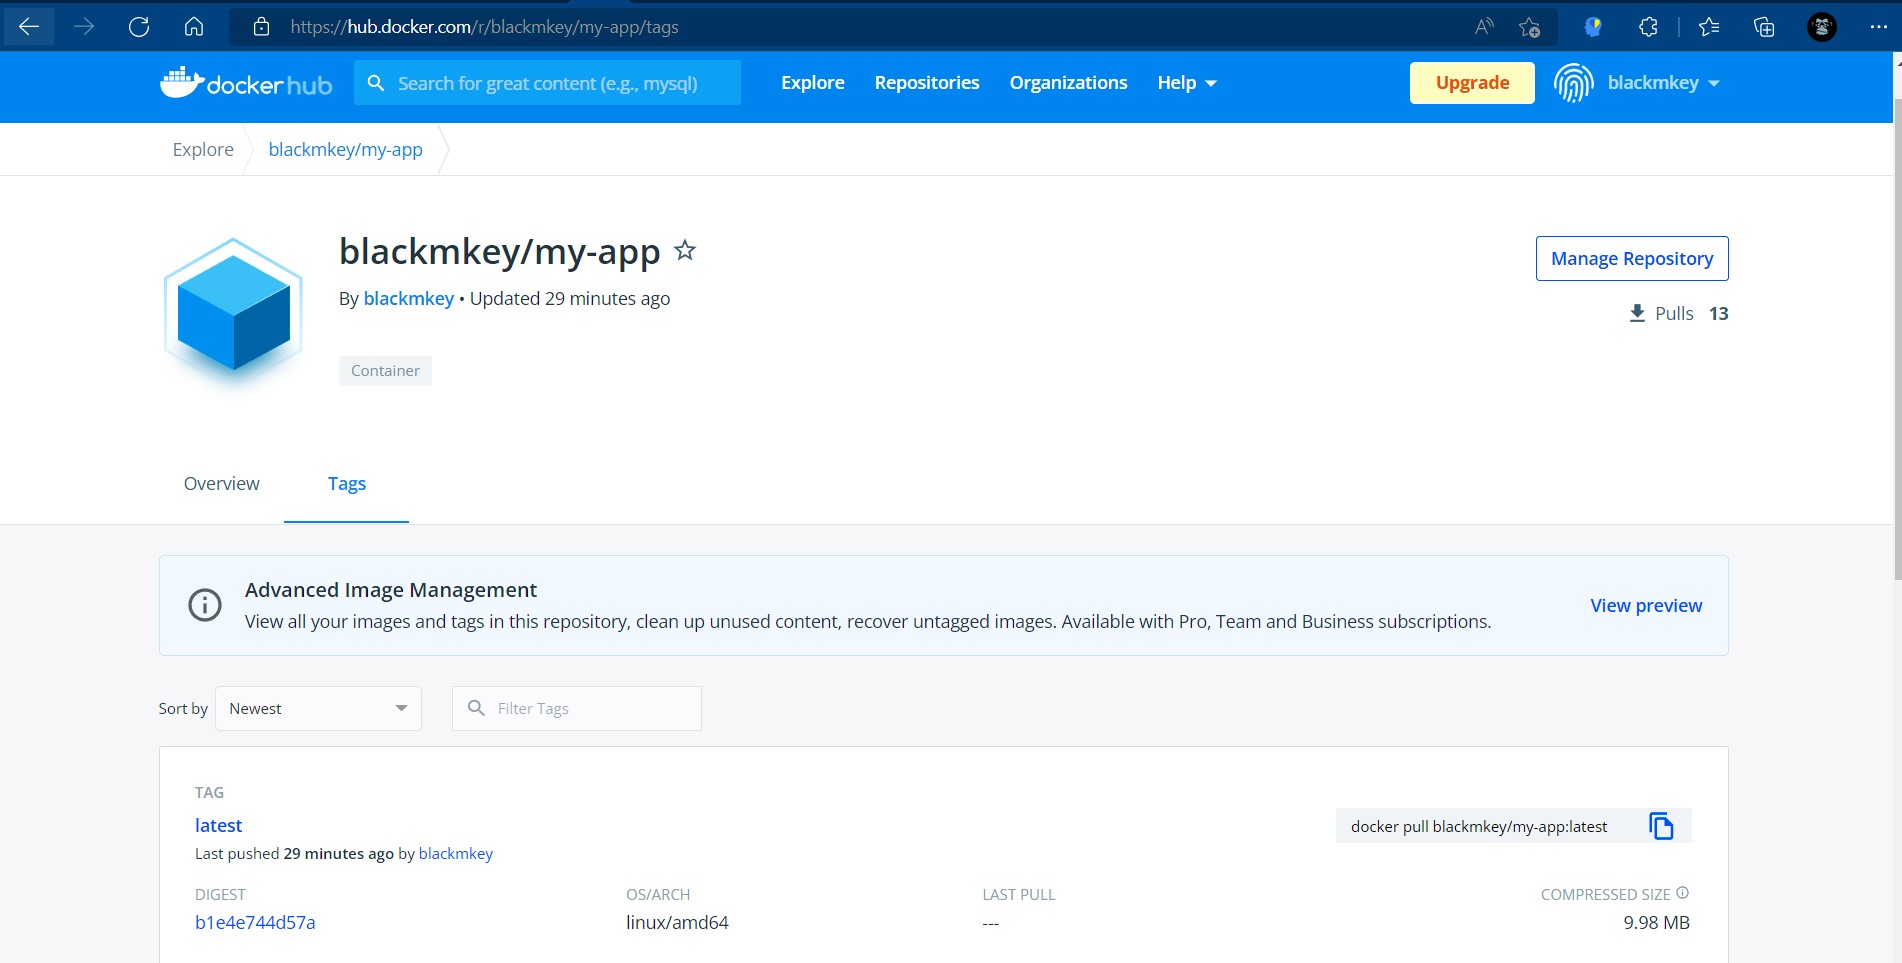 https://hub.docker.com/r/blackmkey/my-app/tags
docker hub
Search for great content (e.g., mysql)
Explore
Repositories
Organizations
Help
Upgrade
blackmkey
Explore
blackmkey/my-app
blackmkey/my-app
Manage Repository
By blackmkey • Updated 29 minutes ago
Pulls 13
Container
Overview
Tags
Advanced Image Management
View all your images and tags in this repository, clean up unused content, recover untagged images. Available with Pro, Team and Business subscriptions.
View preview
Sort by
Newest
Filter Tags
TAG
latest
docker pull blackmkey/my-app:latest
Last pushed 29 minutes ago by blackmkey
DIGEST
OS/ARCH
LAST PULL
COMPRESSED SIZE
b1e4e744d57a
linux/amd64
---
9.98 MB